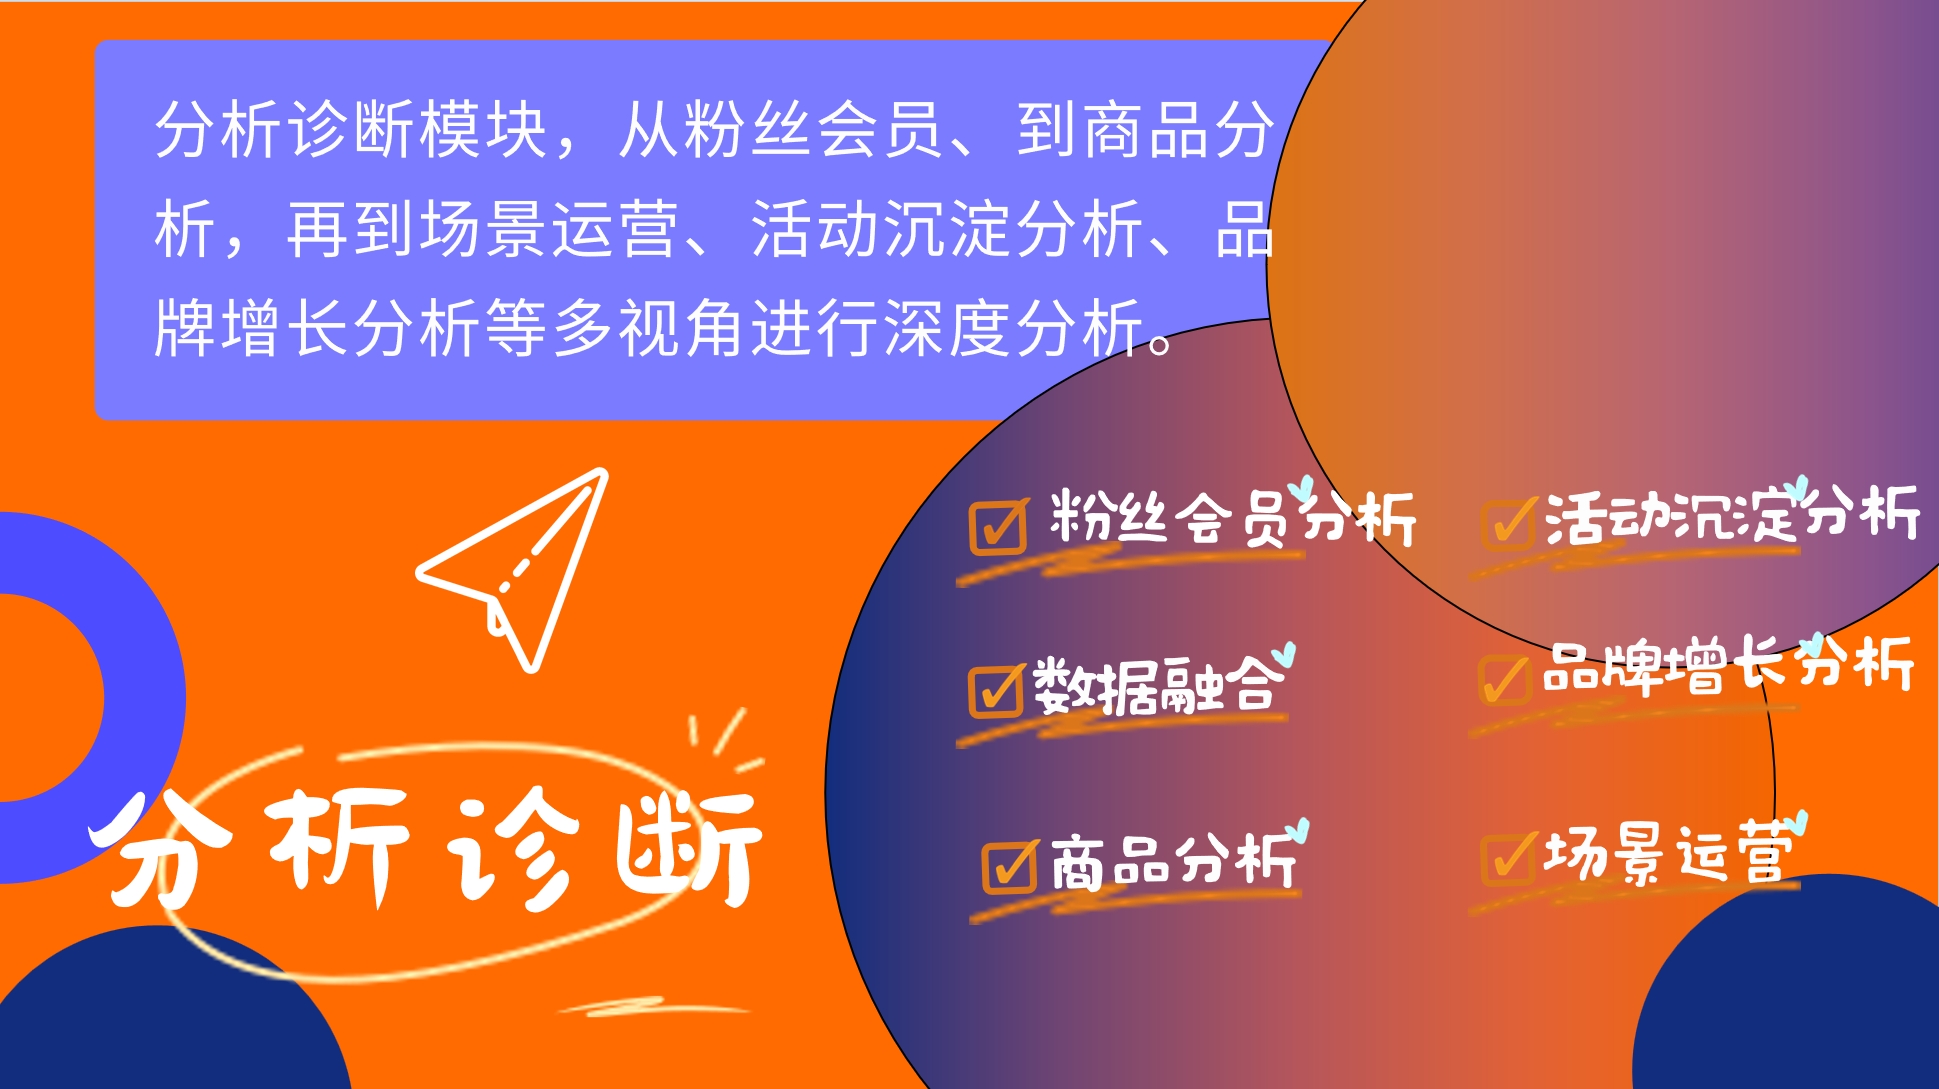 分析诊断模块，从粉丝会员、到商品分
析，再到场景运营、活动沉淀分析、品
牌增长分析等多视角进行深度分析。
粉丝会员分析
活动沉淀分析
数据融合
品牌增长分析
分析诊断
商品分析
场景运营